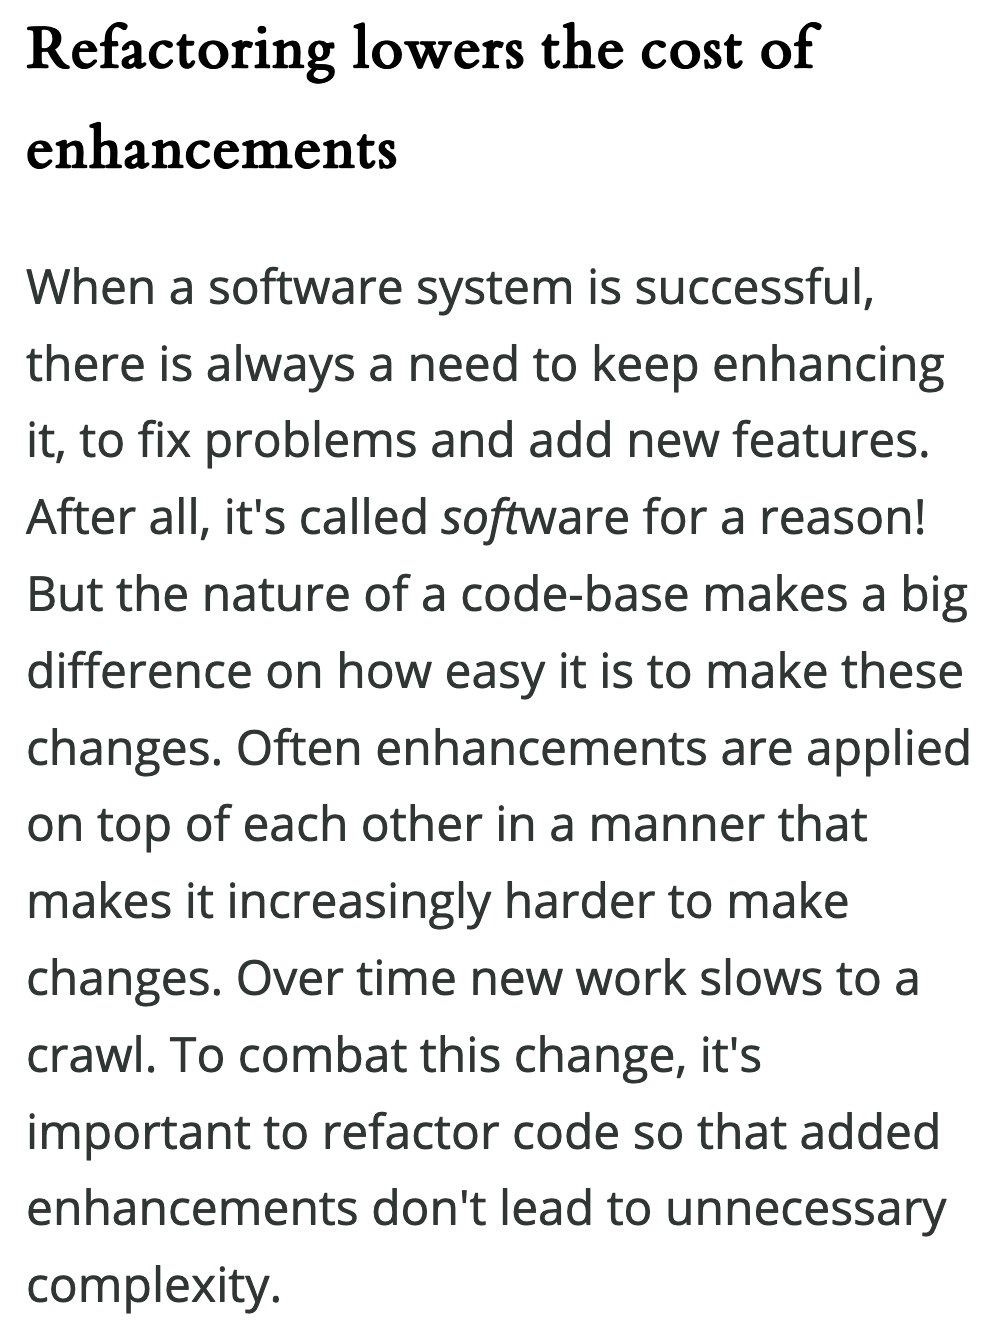 Refactoring lowers the cost of
enhancements
When a software system is successful,
there is always a need to keep enhancing
it, to fix problems and add new features.
After all, it's called software for a reason!
But the nature of a code-base makes a big
difference on how easy it is to make these
changes. Often enhancements are applied
on top of each other in a manner that
makes it increasingly harder to make
changes. Over time new work slows to a
crawl. To combat this change, it's
important to refactor code so that added
enhancements don't lead to unnecessary
complexity.